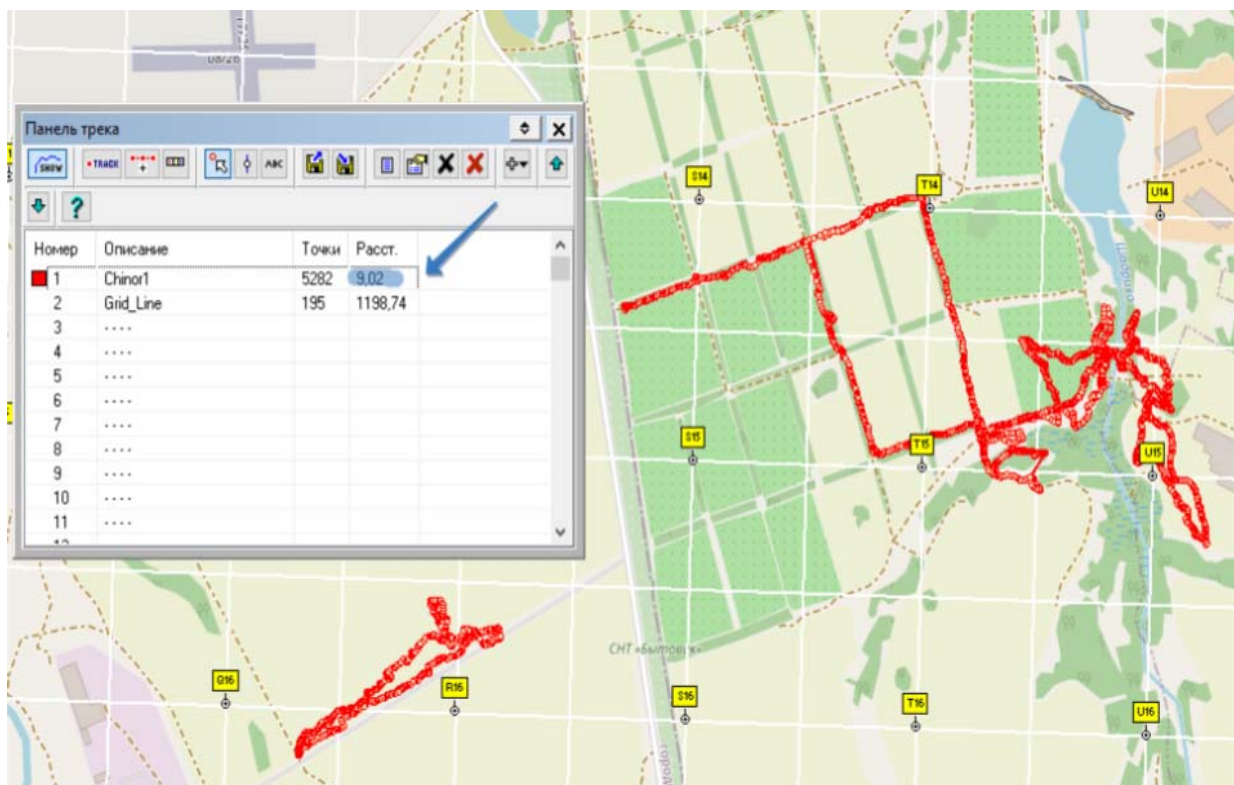 08/26
Панель трека
SHOW
TRACK
ABC
?
Номер Описание Точки Расст.
1 Chinor1 5282 9,02
2 Grid_Line 195 1198,74
3 ····
4 ····
5 ····
6 ····
7 ····
8 ····
9 ····
10 ····
11 ····
S14
T14
U14
S15
T15
U15
СНТ «Бытовик»
Q16
R16
S16
T16
U16